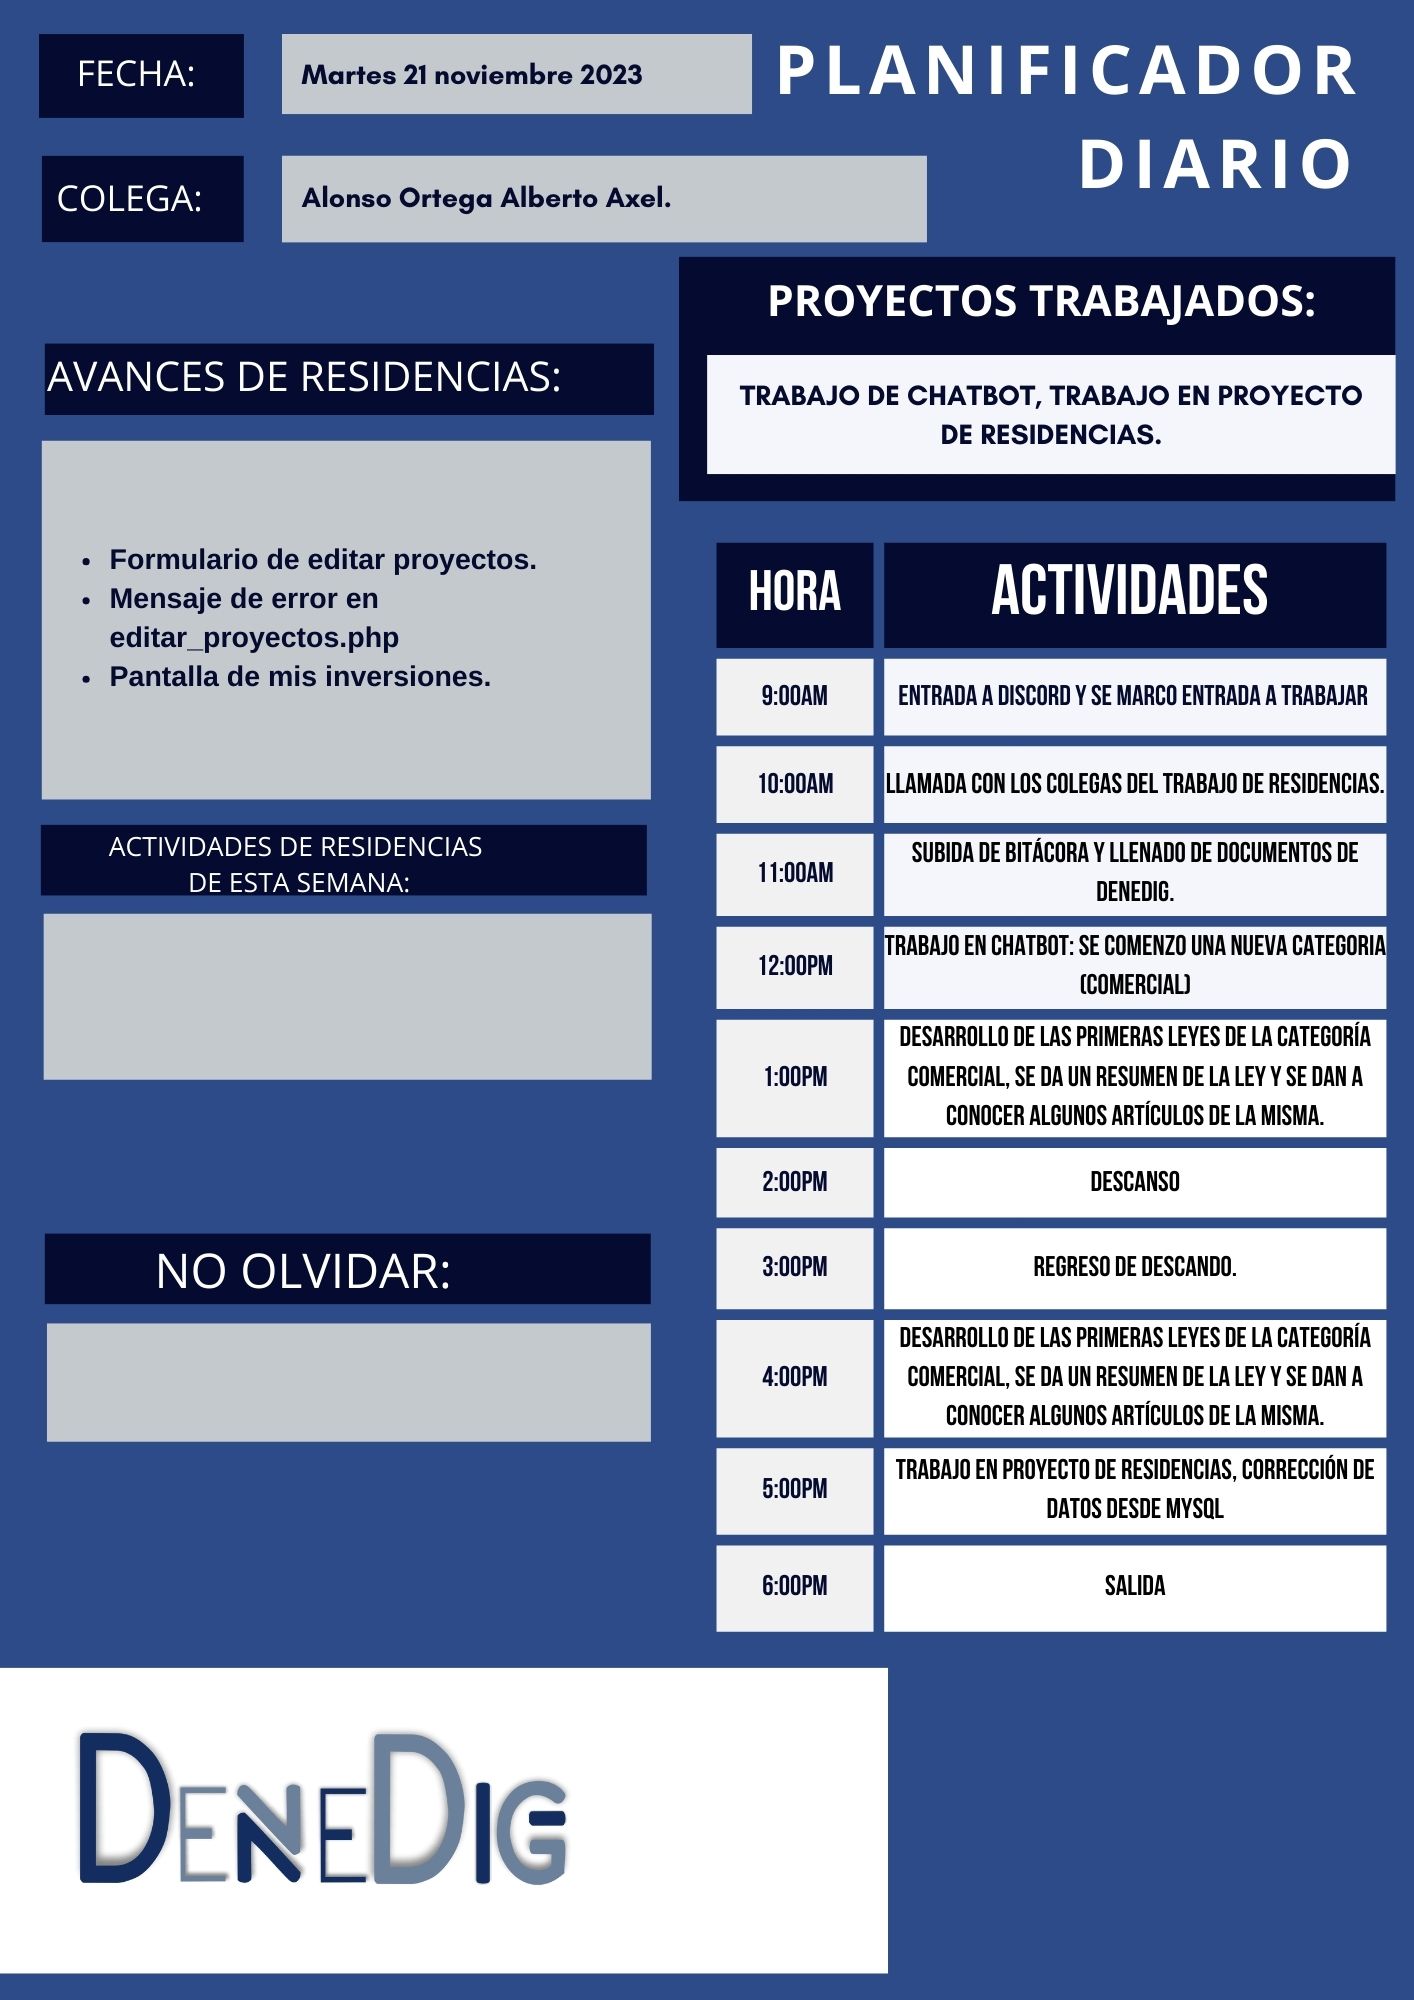 FECHA:
Martes 21 noviembre 2023
PLANIFICADOR
DIARIO
COLEGA:
Alonso Ortega Alberto Axel.
PROYECTOS TRABAJADOS:
TRABAJO DE CHATBOT, TRABAJO EN PROYECTO
DE RESIDENCIAS.
AVANCES DE RESIDENCIAS:
• Formulario de editar proyectos.
• Mensaje de error en
editar_proyectos.php
• Pantalla de mis inversiones.
ACTIVIDADES DE RESIDENCIAS
DE ESTA SEMANA:
NO OLVIDAR:
HORA
ACTIVIDADES
9:00AM
ENTRADA A DISCORD Y SE MARCO ENTRADA A TRABAJAR
10:00AM
LLAMADA CON LOS COLEGAS DEL TRABAJO DE RESIDENCIAS.
11:00AM
SUBIDA DE BITÁCORA Y LLENADO DE DOCUMENTOS DE
DENEDIG.
12:00PM
TRABAJO EN CHATBOT: SE COMENZO UNA NUEVA CATEGORIA
(COMERCIAL)
1:00PM
DESARROLLO DE LAS PRIMERAS LEYES DE LA CATEGORÍA
COMERCIAL, SE DA UN RESUMEN DE LA LEY Y SE DAN A
CONOCER ALGUNOS ARTÍCULOS DE LA MISMA.
2:00PM
DESCANSO
3:00PM
REGRESO DE DESCANDO.
4:00PM
DESARROLLO DE LAS PRIMERAS LEYES DE LA CATEGORÍA
COMERCIAL, SE DA UN RESUMEN DE LA LEY Y SE DAN A
CONOCER ALGUNOS ARTÍCULOS DE LA MISMA.
5:00PM
TRABAJO EN PROYECTO DE RESIDENCIAS, CORRECCIÓN DE
DATOS DESDE MYSQL
6:00PM
SALIDA
DENEDIG